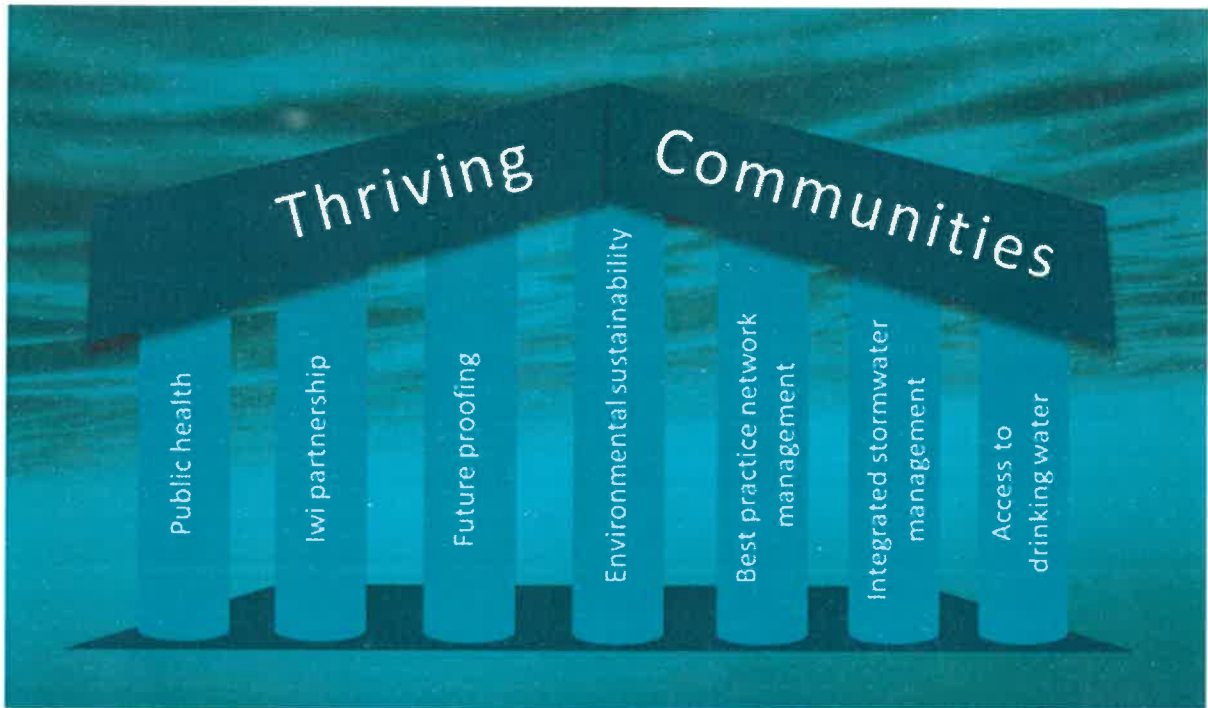 Thriving Communities
Public health
Iwi partnership
Future proofing
Environmental sustainability
Best practice network
management
Integrated stormwater
management
Access to
drinking water